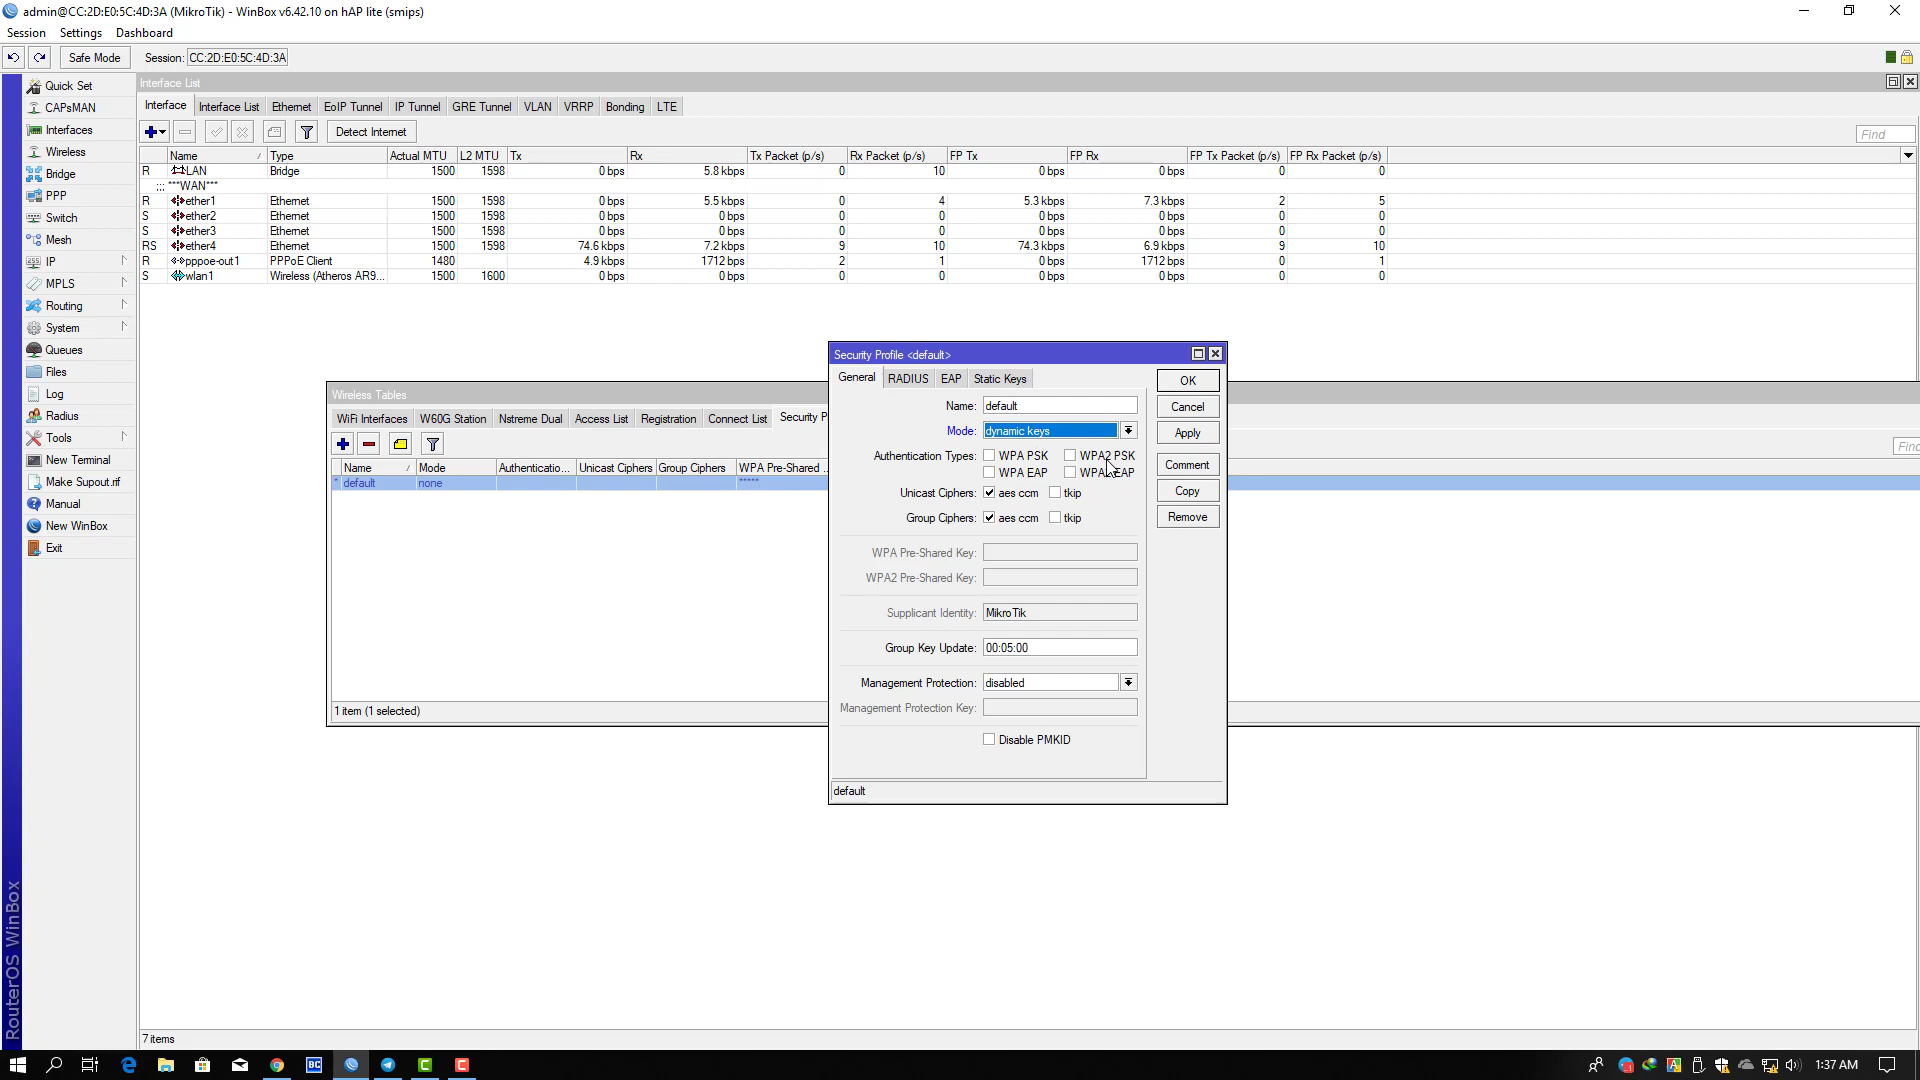 admin@CC:2D:E0:5C:4D:3A (MikroTik) - WinBox v6.42.10 on hAP lite (smips)
Session Settings Dashboard
Safe Mode Session: CC:2D:E0:5C:4D:3A
Quick Set
CAPsMAN
Interfaces
Wireless
Bridge
PPP
Switch
Mesh
IP
MPLS
Routing
System
Queues
Files
Log
Radius
Tools
New Terminal
Make Supout.rif
Manual
New WinBox
Exit
RouterOS WinBox
Interface List
Interface Interface List Ethernet EoIP Tunnel IP Tunnel GRE Tunnel VLAN VRRP Bonding LTE
Detect Internet Find
Name / Type Actual MTU L2 MTU Tx Rx Tx Packet (p/s) Rx Packet (p/s) FP Tx FP Rx FP Tx Packet (p/s) FP Rx Packet (p/s)
R LAN Bridge 1500 1598 0 bps 5.8 kbps 0 10 0 bps 0 bps 0 0
;;; ***WAN***
R ether1 Ethernet 1500 1598 0 bps 5.5 kbps 0 4 5.3 kbps 7.3 kbps 2 5
S ether2 Ethernet 1500 1598 0 bps 0 bps 0 0 0 bps 0 bps 0 0
S ether3 Ethernet 1500 1598 0 bps 0 bps 0 0 0 bps 0 bps 0 0
RS ether4 Ethernet 1500 1598 74.6 kbps 7.2 kbps 9 10 74.3 kbps 6.9 kbps 9 10
R pppoe-out1 PPPoE Client 1480 4.9 kbps 1712 bps 2 1 0 bps 1712 bps 0 1
S wlan1 Wireless (Atheros AR9... 1500 1600 0 bps 0 bps 0 0 0 bps 0 bps 0 0
Wireless Tables
WiFi Interfaces W60G Station Nstreme Dual Access List Registration Connect List Security P
Find
Name / Mode Authenticatio... Unicast Ciphers Group Ciphers WPA Pre-Shared ...
* default none *****
1 item (1 selected)
Security Profile <default>
General RADIUS EAP Static Keys
Name: default
Mode: dynamic keys
Authentication Types: WPA PSK WPA2 PSK
WPA EAP WPA2 EAP
Unicast Ciphers: aes ccm tkip
Group Ciphers: aes ccm tkip
WPA Pre-Shared Key:
WPA2 Pre-Shared Key:
Supplicant Identity: MikroTik
Group Key Update: 00:05:00
Management Protection: disabled
Management Protection Key:
Disable PMKID
default
OK
Cancel
Apply
Comment
Copy
Remove
7 items
BC
1:37 AM